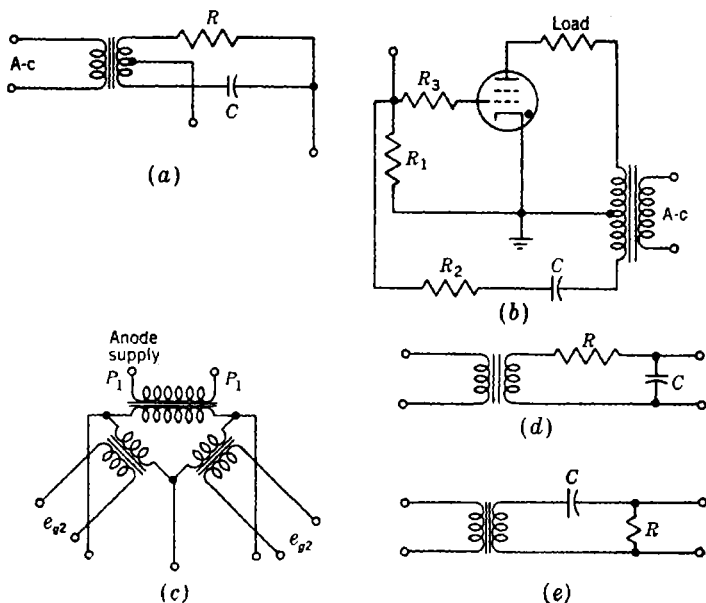 R
A-c
C
(a)
Load
R3
R1
A-c
R2
C
(b)
Anode
supply
P1 P1
eg2
eg2
(c)
R
C
(d)
C
R
(e)